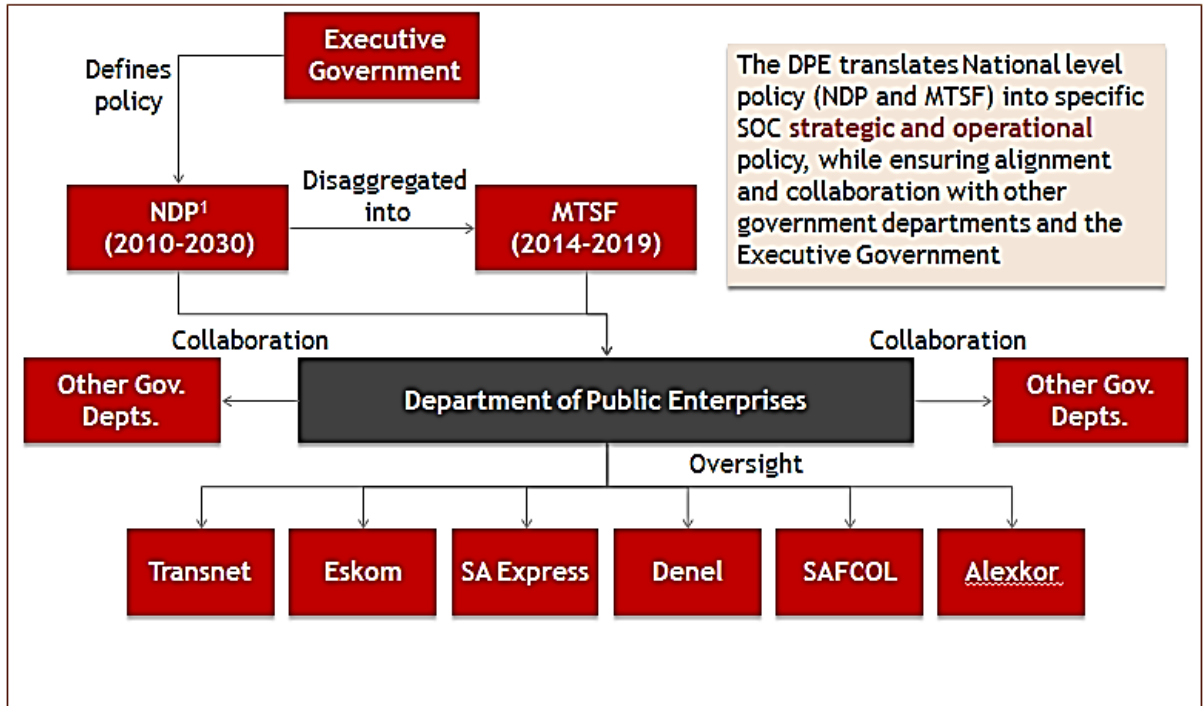 Executive
Government
Defines
policy
The DPE translates National level
policy (NDP and MTSF) into specific
SOC strategic and operational
policy, while ensuring alignment
and collaboration with other
government departments and the
Executive Government
NDP¹
(2010-2030)
Disaggregated
into
MTSF
(2014-2019)
Collaboration
Collaboration
Other Gov.
Depts.
Department of Public Enterprises
Other Gov.
Depts.
Oversight
Transnet
Eskom
SA Express
Denel
SAFCOL
Alexkor